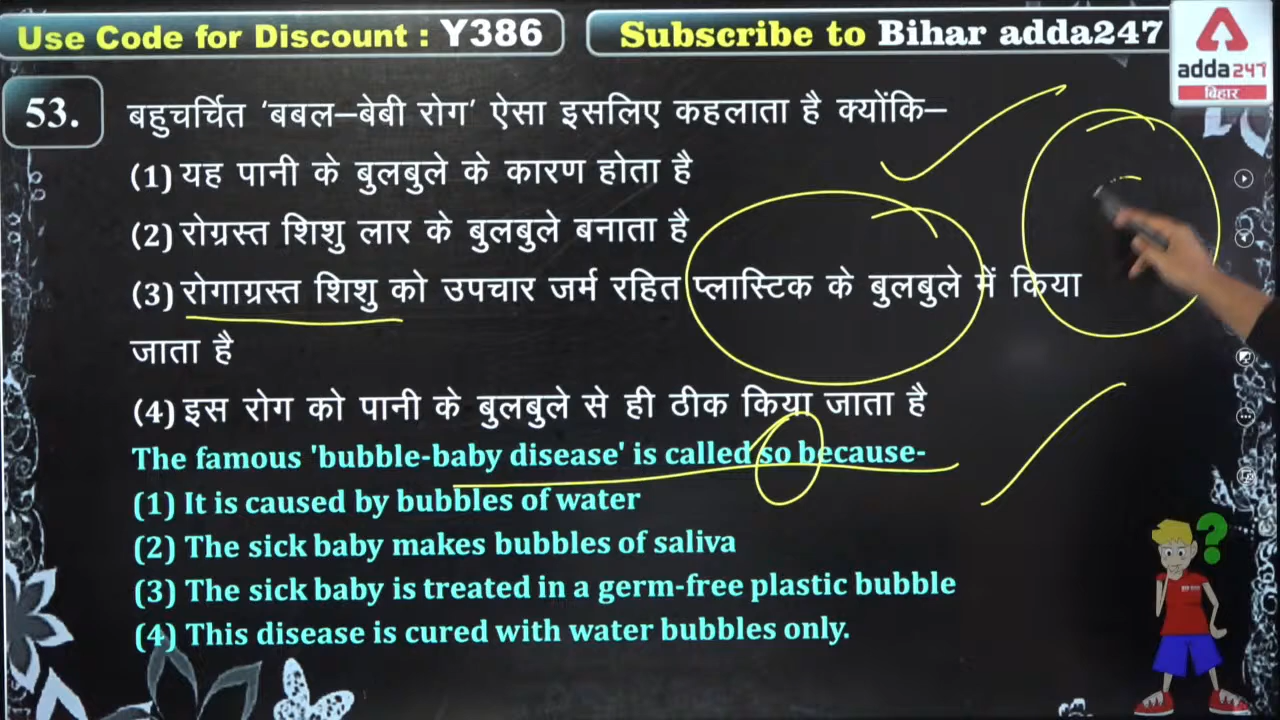 Use Code for Discount : Y386
Subscribe to Bihar adda247
adda247
बिहार
53.
बहुचर्चित ‘बबल–बेबी रोग’ ऐसा इसलिए कहलाता है क्योंकि–
(1) यह पानी के बुलबुले के कारण होता है
(2) रोग्रस्त शिशु लार के बुलबुले बनाता है
(3) रोगाग्रस्त शिशु को उपचार जर्म रहित प्लास्टिक के बुलबुले में किया
जाता है
(4) इस रोग को पानी के बुलबुले से ही ठीक किया जाता है
The famous 'bubble-baby disease' is called so because-
(1) It is caused by bubbles of water
(2) The sick baby makes bubbles of saliva
(3) The sick baby is treated in a germ-free plastic bubble
(4) This disease is cured with water bubbles only.